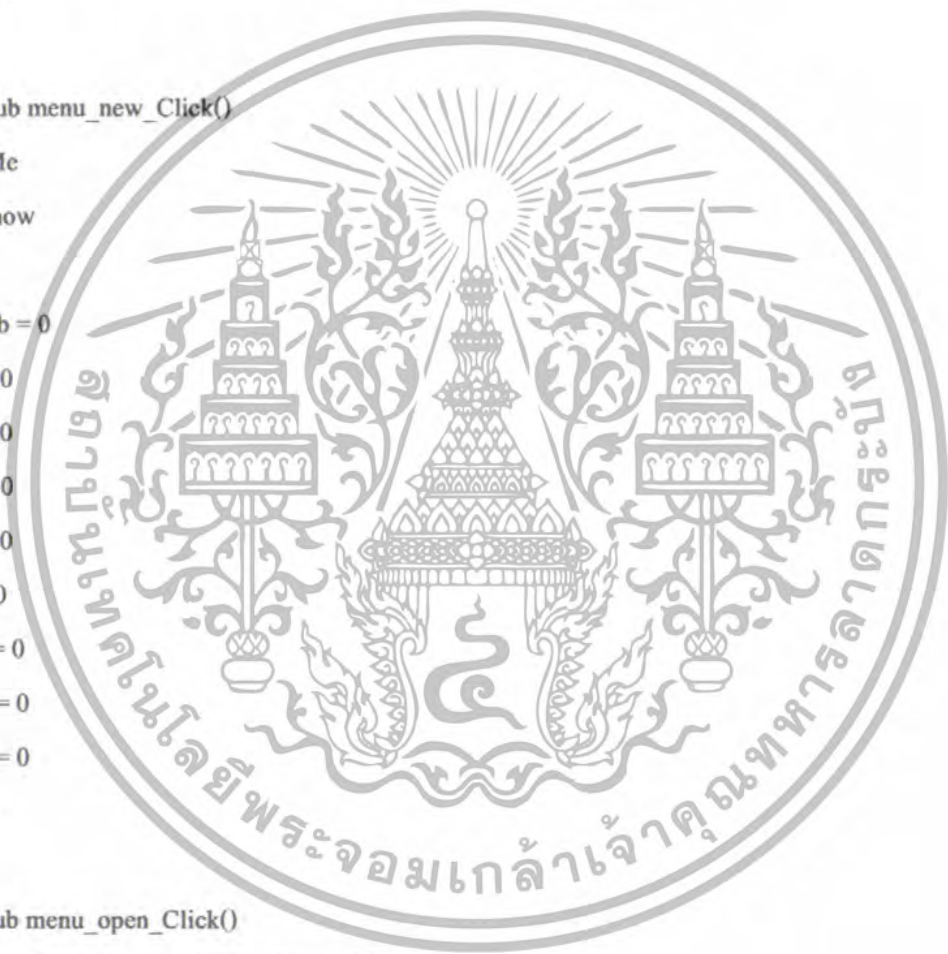 ub menu_new_Click()
Me
how
b = 0
0
0
0
0
0
= 0
= 0
= 0
สถาบันเทคโนโลยีพระจอมเกล้าเจ้าคุณทหารลาดกระบัง
๔
ub menu_open_Click()